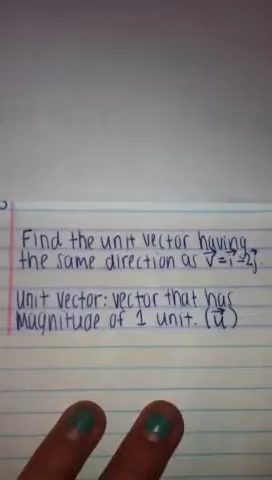 Find the unit vector having
the same direction as v⃗=i⃗-2j⃗
unit vector: vector that has
magnitude of 1 unit. (u⃗)